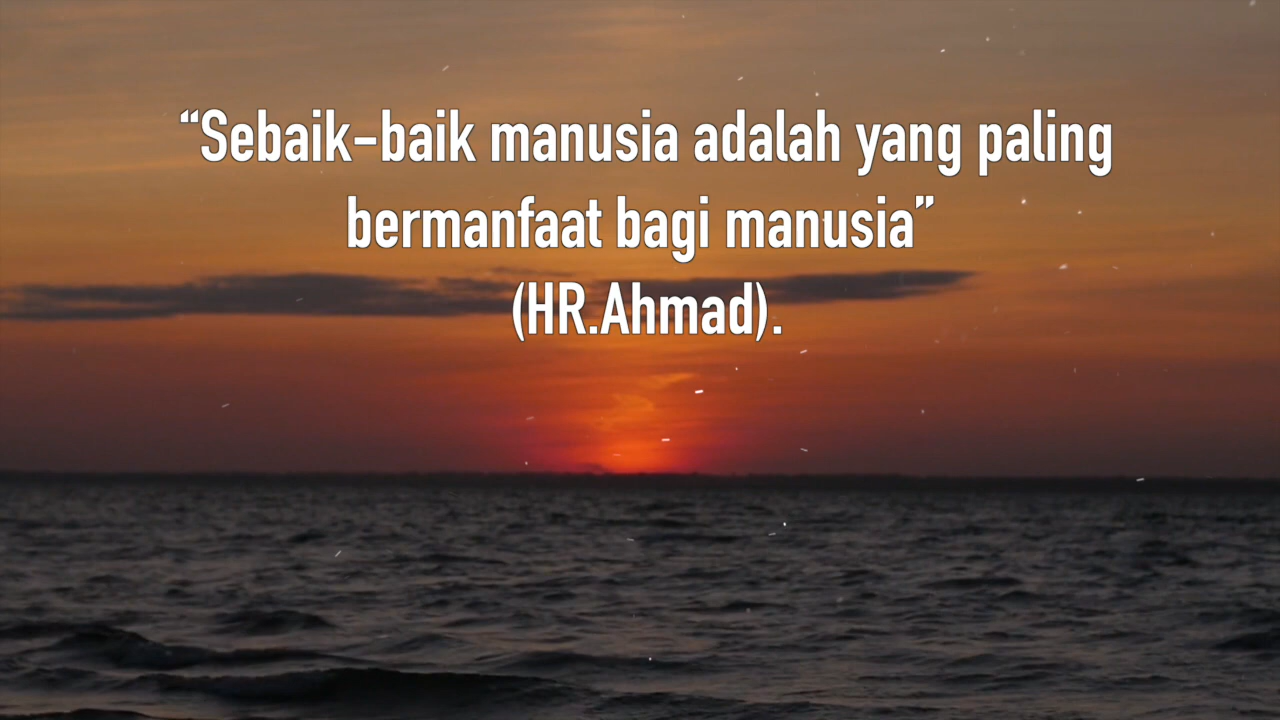 “Sebaik-baik manusia adalah yang paling
bermanfaat bagi manusia”
(HR.Ahmad).